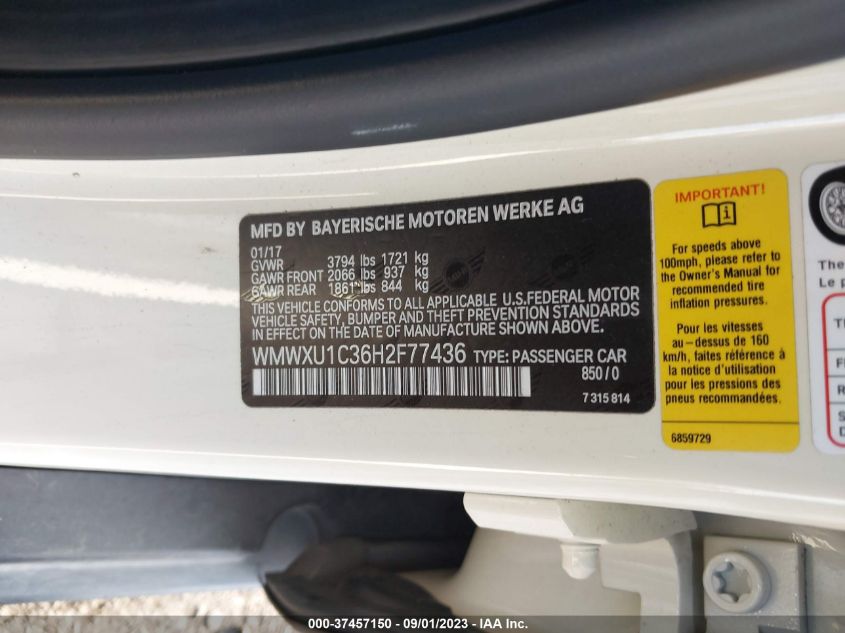 MFD BY BAYERISCHE MOTOREN WERKE AG
01/17
GVWR 3794 lbs 1721 kg
GAWR FRONT 2066 lbs 937 kg
GAWR REAR 1861 lbs 844 kg
THIS VEHICLE CONFORMS TO ALL APPLICABLE U.S.FEDERAL MOTOR
VEHICLE SAFETY, BUMPER AND THEFT PREVENTION STANDARDS
IN EFFECT ON THE DATE OF MANUFACTURE SHOWN ABOVE.
WMWXU1C36H2F77436 TYPE: PASSENGER CAR
850/0
7 315 814
IMPORTANT!
For speeds above
100mph, please refer to
the Owner's Manual for
recommended tire
inflation pressures.
Pour les vitesses
au-dessus de 160
km/h, référez-vous
à la notice d'utilisation
pour les pressions des
pneus recommandées.
6859729
The
Le p
000-37457150 - 09/01/2023 - IAA Inc.